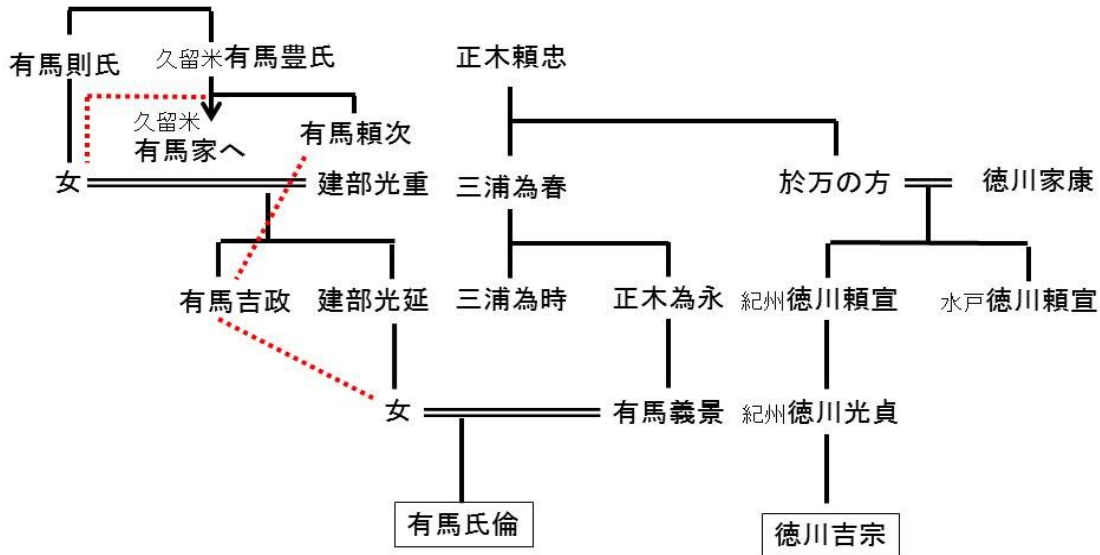 有馬則氏
久留米有馬豊氏
正木頼忠
久留米
有馬家へ
有馬頼次
女
建部光重
三浦為春
於万の方
徳川家康
有馬吉政
建部光延
三浦為時
正木為永
紀州徳川頼宣
水戸徳川頼宣
女
有馬義景
紀州徳川光貞
有馬氏倫
徳川吉宗